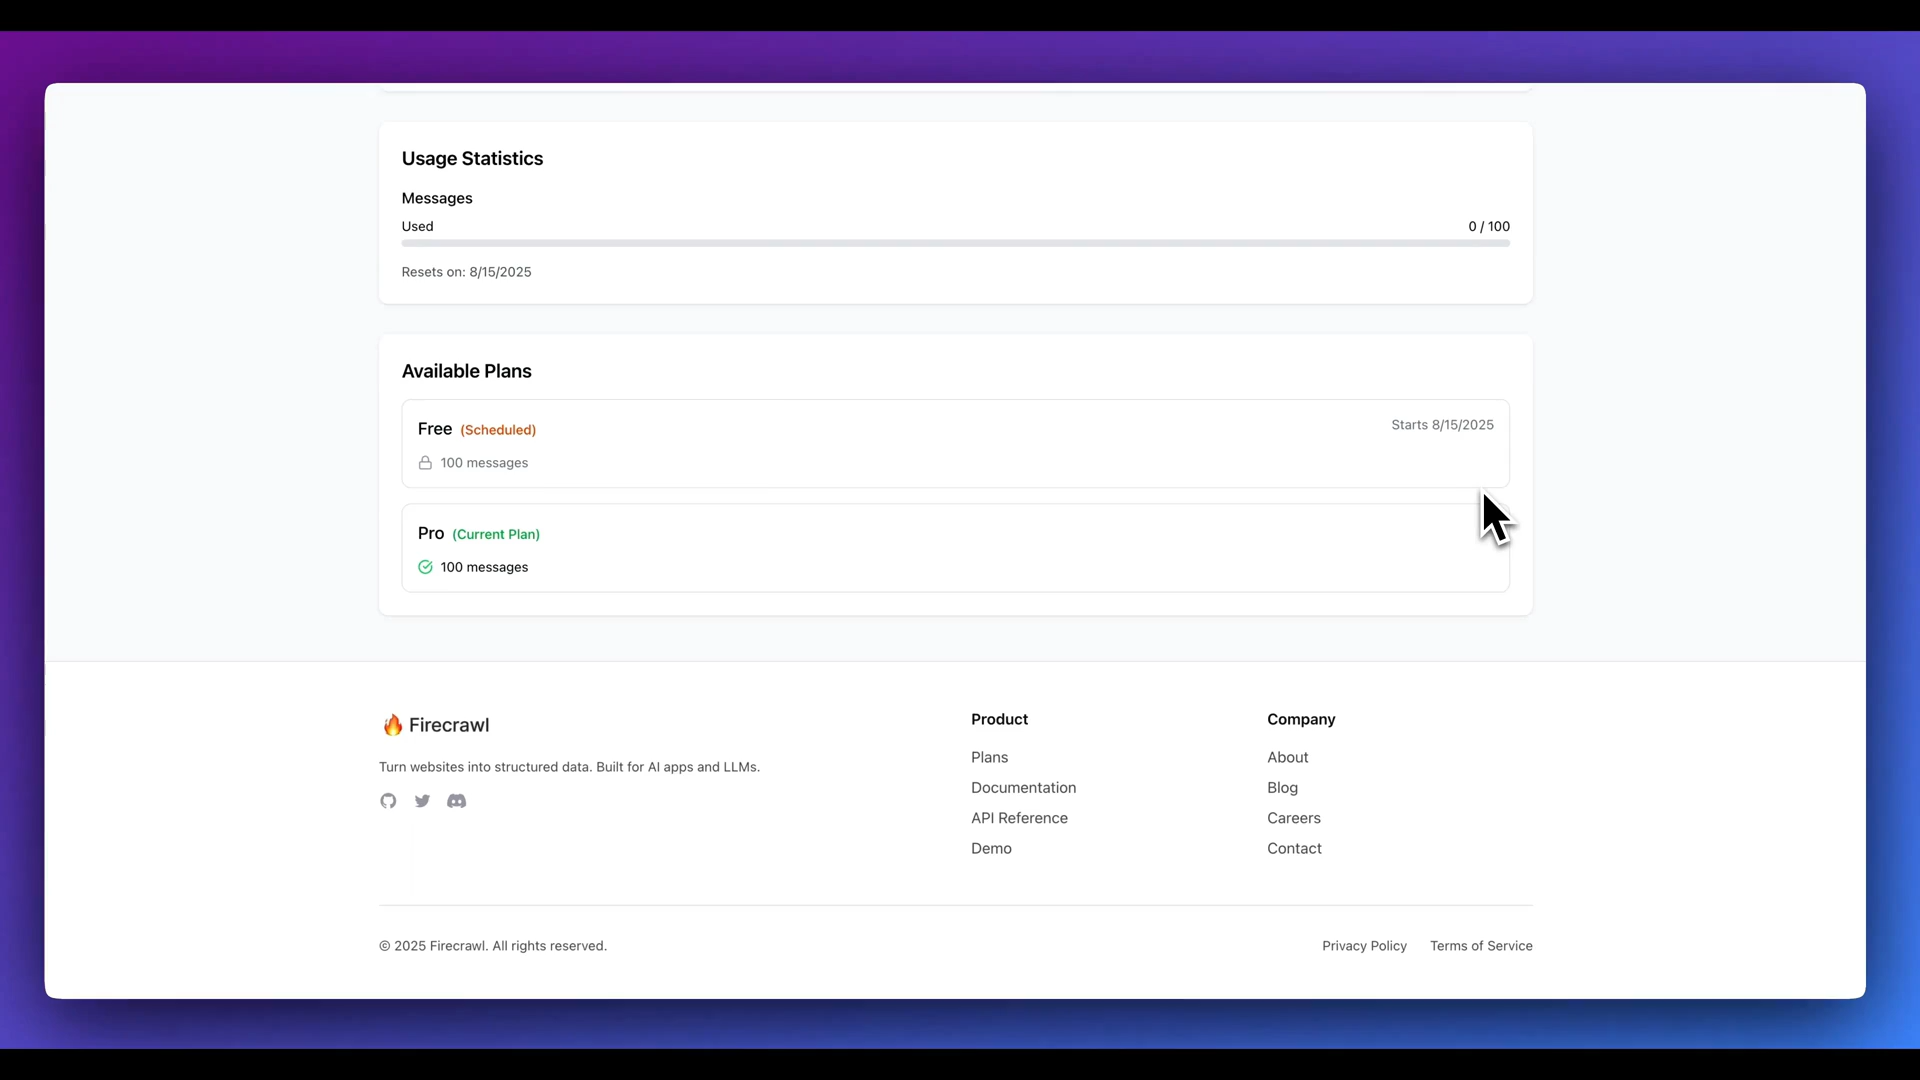 Usage Statistics
Messages
Used 0 / 100
Resets on: 8/15/2025
Available Plans
Free (Scheduled) Starts 8/15/2025
100 messages
Pro (Current Plan)
100 messages
🔥 Firecrawl
Turn websites into structured data. Built for AI apps and LLMs.
Product
Plans
Documentation
API Reference
Demo
Company
About
Blog
Careers
Contact
© 2025 Firecrawl. All rights reserved.
Privacy Policy Terms of Service